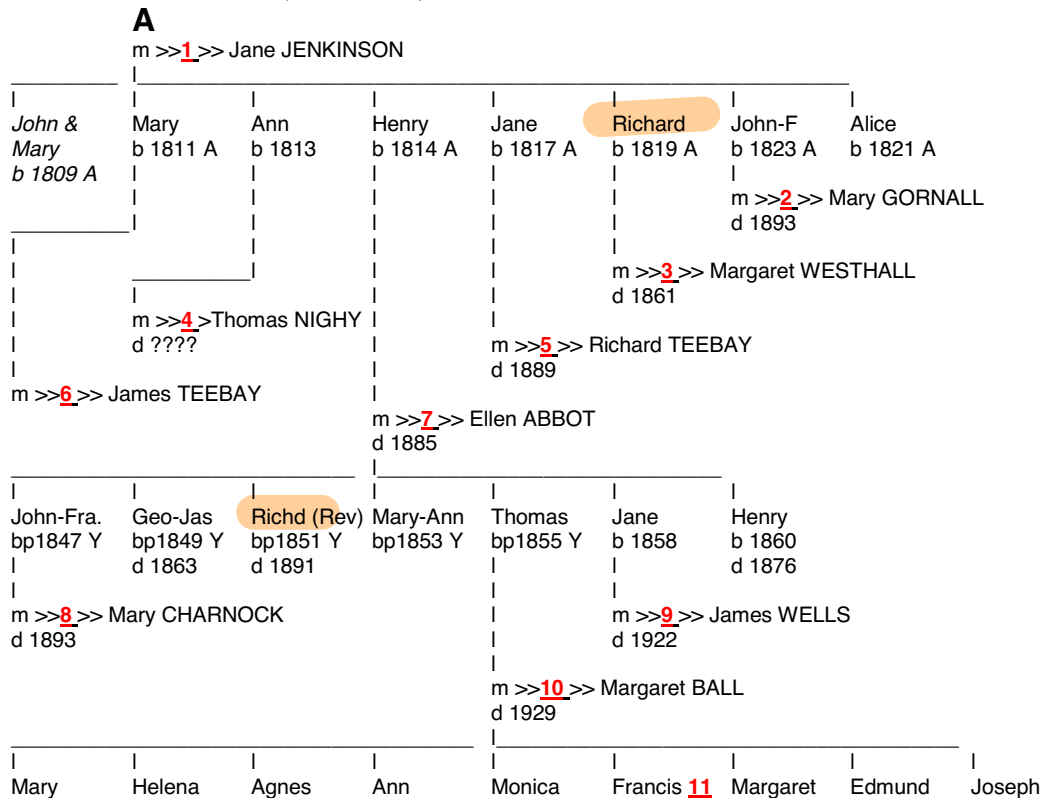 A
m >>1 >> Jane JENKINSON
John & Mary Ann Henry Jane Richard John-F Alice
Mary b 1811 A b 1813 b 1814 A b 1817 A b 1819 A b 1823 A b 1821 A
b 1809 A
m >>2 >> Mary GORNALL
d 1893
m >>3 >> Margaret WESTHALL
d 1861
m >>4 >Thomas NIGHY
d ????
m >>5 >> Richard TEEBAY
d 1889
m >>6 >> James TEEBAY
m >>7 >> Ellen ABBOT
d 1885
John-Fra. Geo-Jas Richd (Rev) Mary-Ann Thomas Jane Henry
bp1847 Y bp1849 Y bp1851 Y bp1853 Y bp1855 Y b 1858 b 1860
d 1863 d 1891 d 1876
m >>8 >> Mary CHARNOCK m >>9 >> James WELLS
d 1893 d 1922
m >>10 >> Margaret BALL
d 1929
Mary Helena Agnes Ann Monica Francis 11 Margaret Edmund Joseph